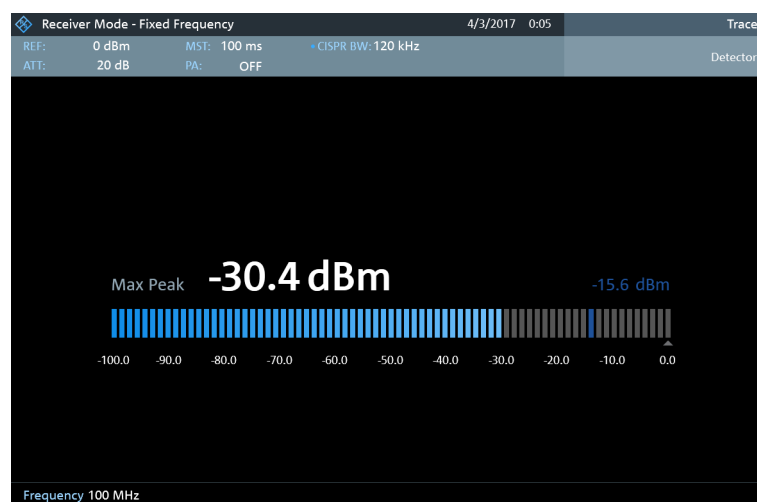 Receiver Mode - Fixed Frequency 4/3/2017 0:05 Trace
REF: 0 dBm MST: 100 ms CISPR BW: 120 kHz
Detector
ATT: 20 dB PA: OFF
Max Peak -30.4 dBm -15.6 dBm
-100.0 -90.0 -80.0 -70.0 -60.0 -50.0 -40.0 -30.0 -20.0 -10.0 0.0
Frequency 100 MHz